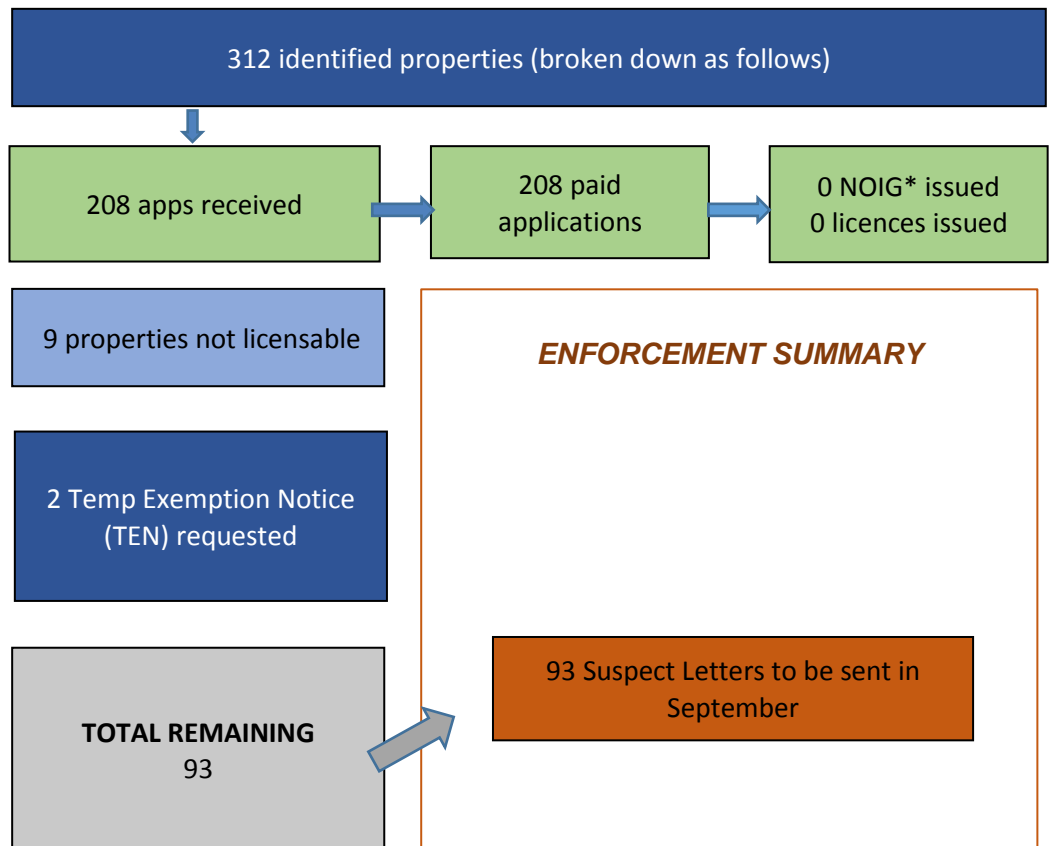 312 identified properties (broken down as follows)
208 apps received
208 paid
applications
0 NOIG* issued
0 licences issued
9 properties not licensable
ENFORCEMENT SUMMARY
2 Temp Exemption Notice
(TEN) requested
93 Suspect Letters to be sent in
September
TOTAL REMAINING
93